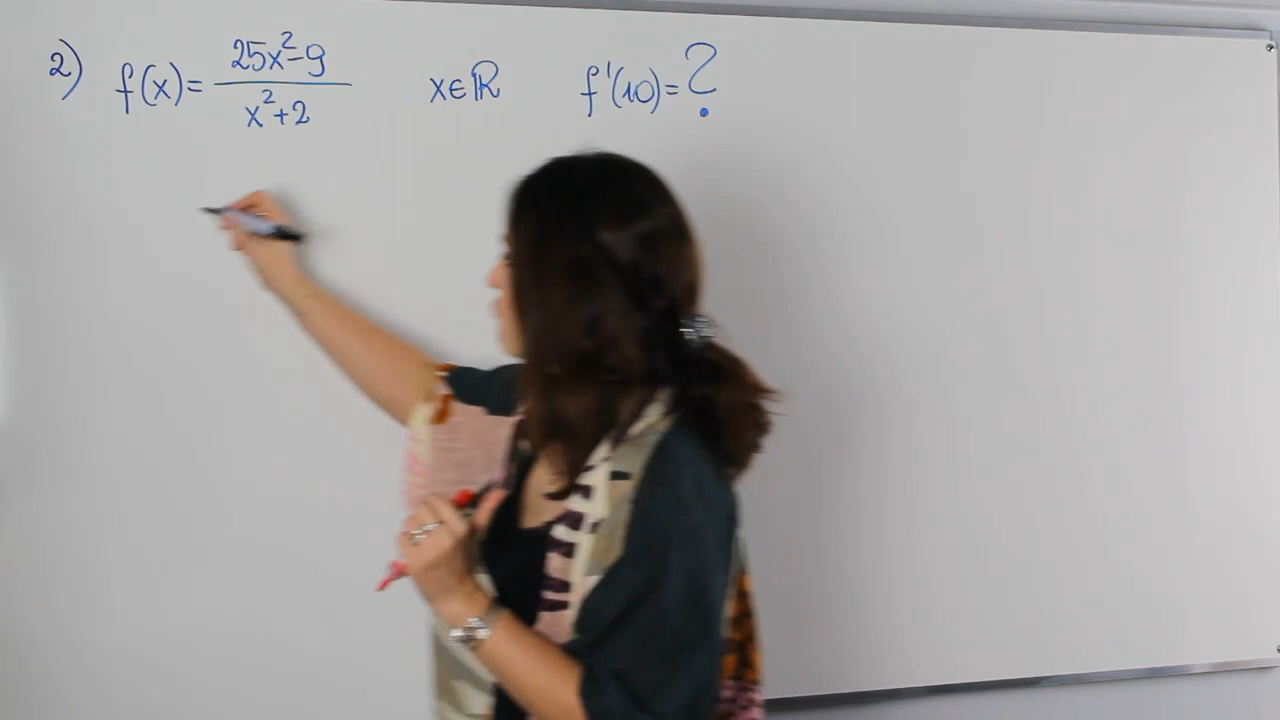 2) f(x)= 25x²-9 / x²+2 x∈ℝ f'(10)=?